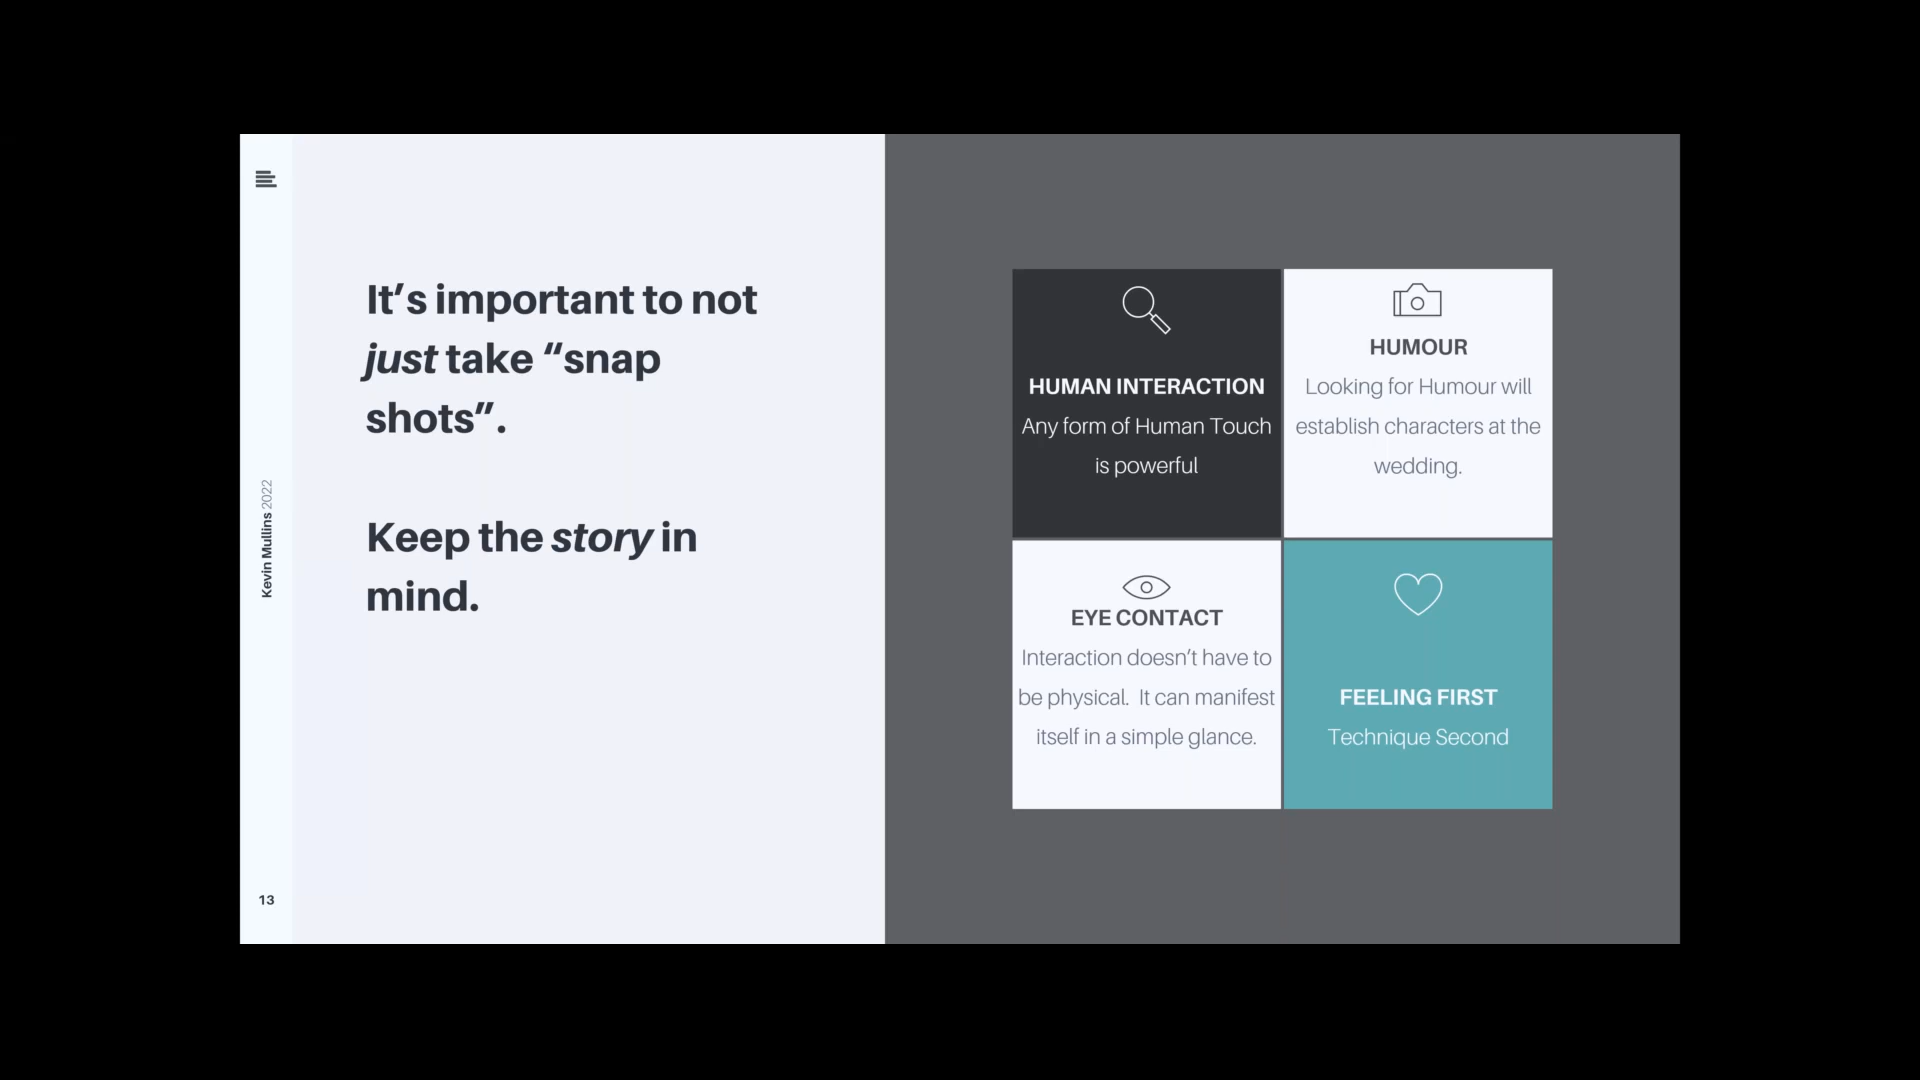 It’s important to not
just take “snap
shots”.
Keep the story in
mind.
Kevin Mullins 2022
13
HUMAN INTERACTION
Any form of Human Touch
is powerful
HUMOUR
Looking for Humour will
establish characters at the
wedding.
EYE CONTACT
Interaction doesn’t have to
be physical.  It can manifest
itself in a simple glance.
FEELING FIRST
Technique Second